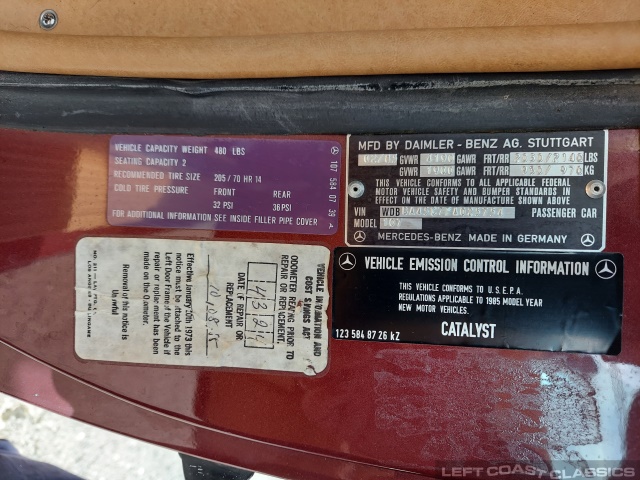 VEHICLE CAPACITY WEIGHT 480 LBS
SEATING CAPACITY 2
RECOMMENDED TIRE SIZE 205/70 HR 14
COLD TIRE PRESSURE FRONT REAR
32 PSI 36 PSI
FOR MORE INFORMATION SEE INSIDE FILLER PIPE COVER
107 584 07 39 A
MFD BY DAIMLER - BENZ AG. STUTTGART
GVWR GAWR FRT/RR LBS
GVWR GAWR FRT/RR KG
THIS VEHICLE CONFORMS TO ALL APPLICABLE FEDERAL
MOTOR VEHICLE SAFETY AND BUMPER STANDARDS IN
EFFECT ON THE DATE OF MANUFACTURE SHOWN ABOVE
VIN WDB PASSENGER CAR
MODEL 107
MERCEDES-BENZ MADE IN GERMANY
VEHICLE EMISSION CONTROL INFORMATION
THIS VEHICLE CONFORMS TO U.S.E.P.A.
REGULATIONS APPLICABLE TO 1985 MODEL YEAR
NEW MOTOR VEHICLES.
123 584 87 26 kZ CATALYST
VEHICLE INFORMATION AND
COST SAVINGS ACT
ODOMETER READING PRIOR TO
REPAIR OR REPLACEMENT.
DATE OF REPAIR OR
REPLACEMENT
Effective January 20th 1973 this
notice must be attached to the
Left Door Frame if the Vehicle if
repair or replacement has been
made on the Odometer.
Removal of this notice is
Unlawful
LEFT COAST CLASSICS